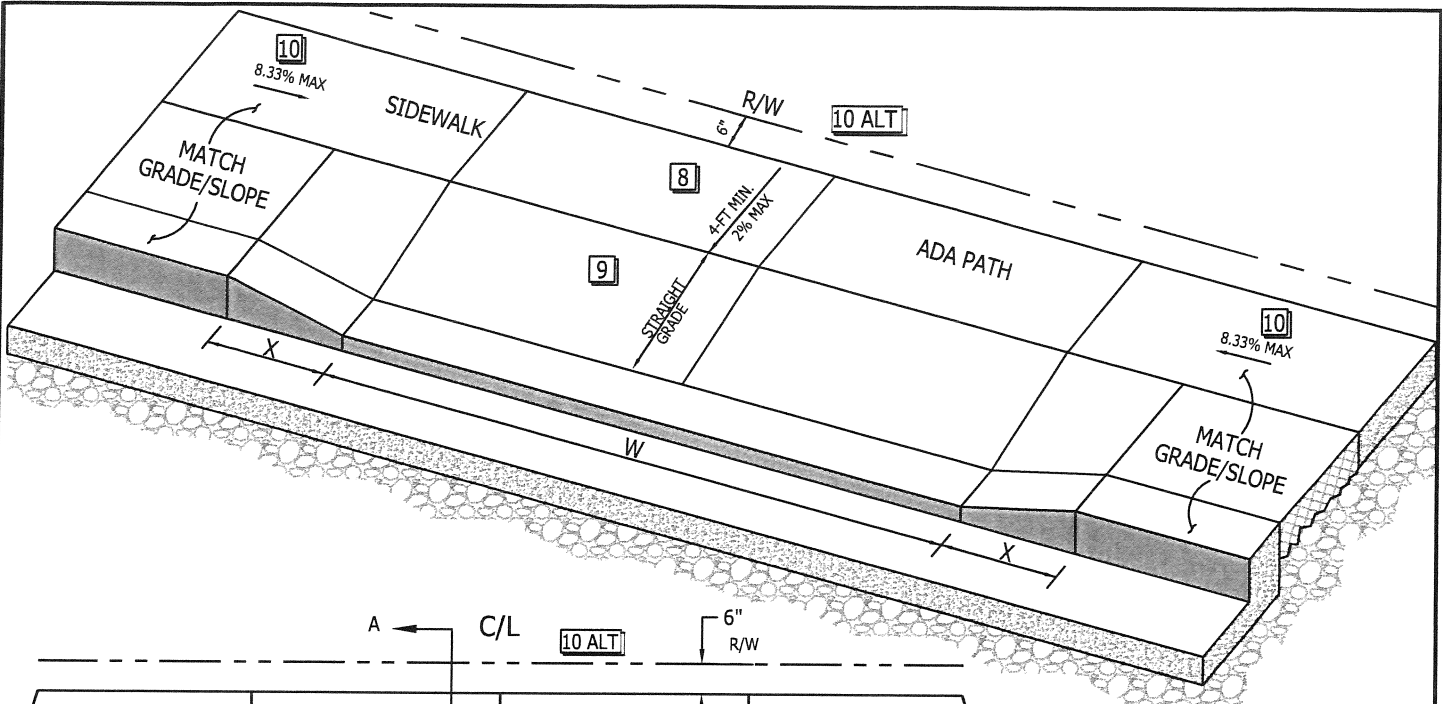 10
8.33% MAX
SIDEWALK
MATCH
GRADE/SLOPE
R/W
6"
10 ALT
8
4-FT MIN.
2% MAX
9
STRAIGHT
GRADE
ADA PATH
10
8.33% MAX
MATCH
GRADE/SLOPE
X
W
X
A
C/L
10 ALT
6"
R/W